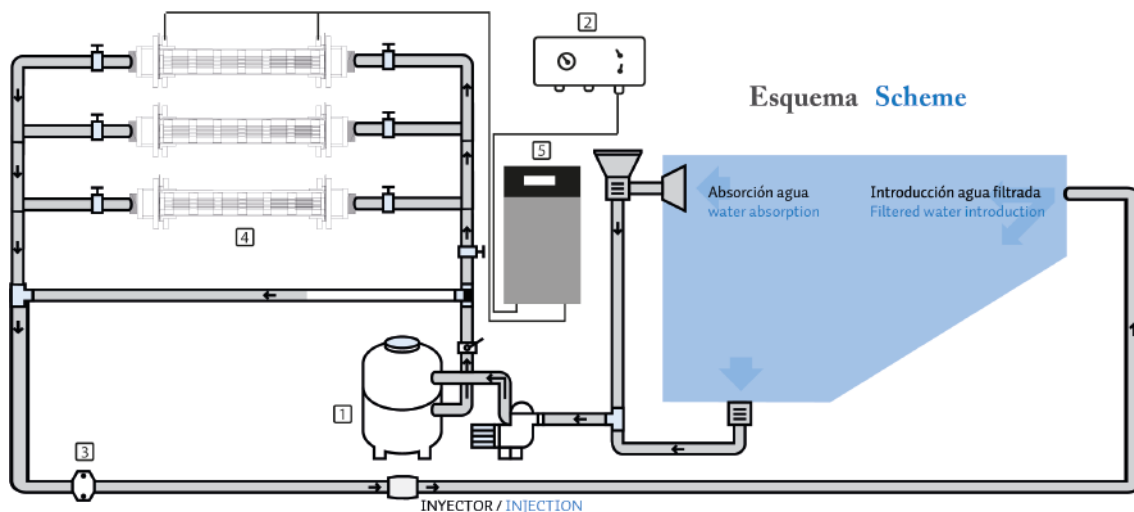 2
Esquema Scheme
5
Absorción agua
water absorption
Introducción agua filtrada
Filtered water introduction
4
1
3
INYECTOR / INJECTION